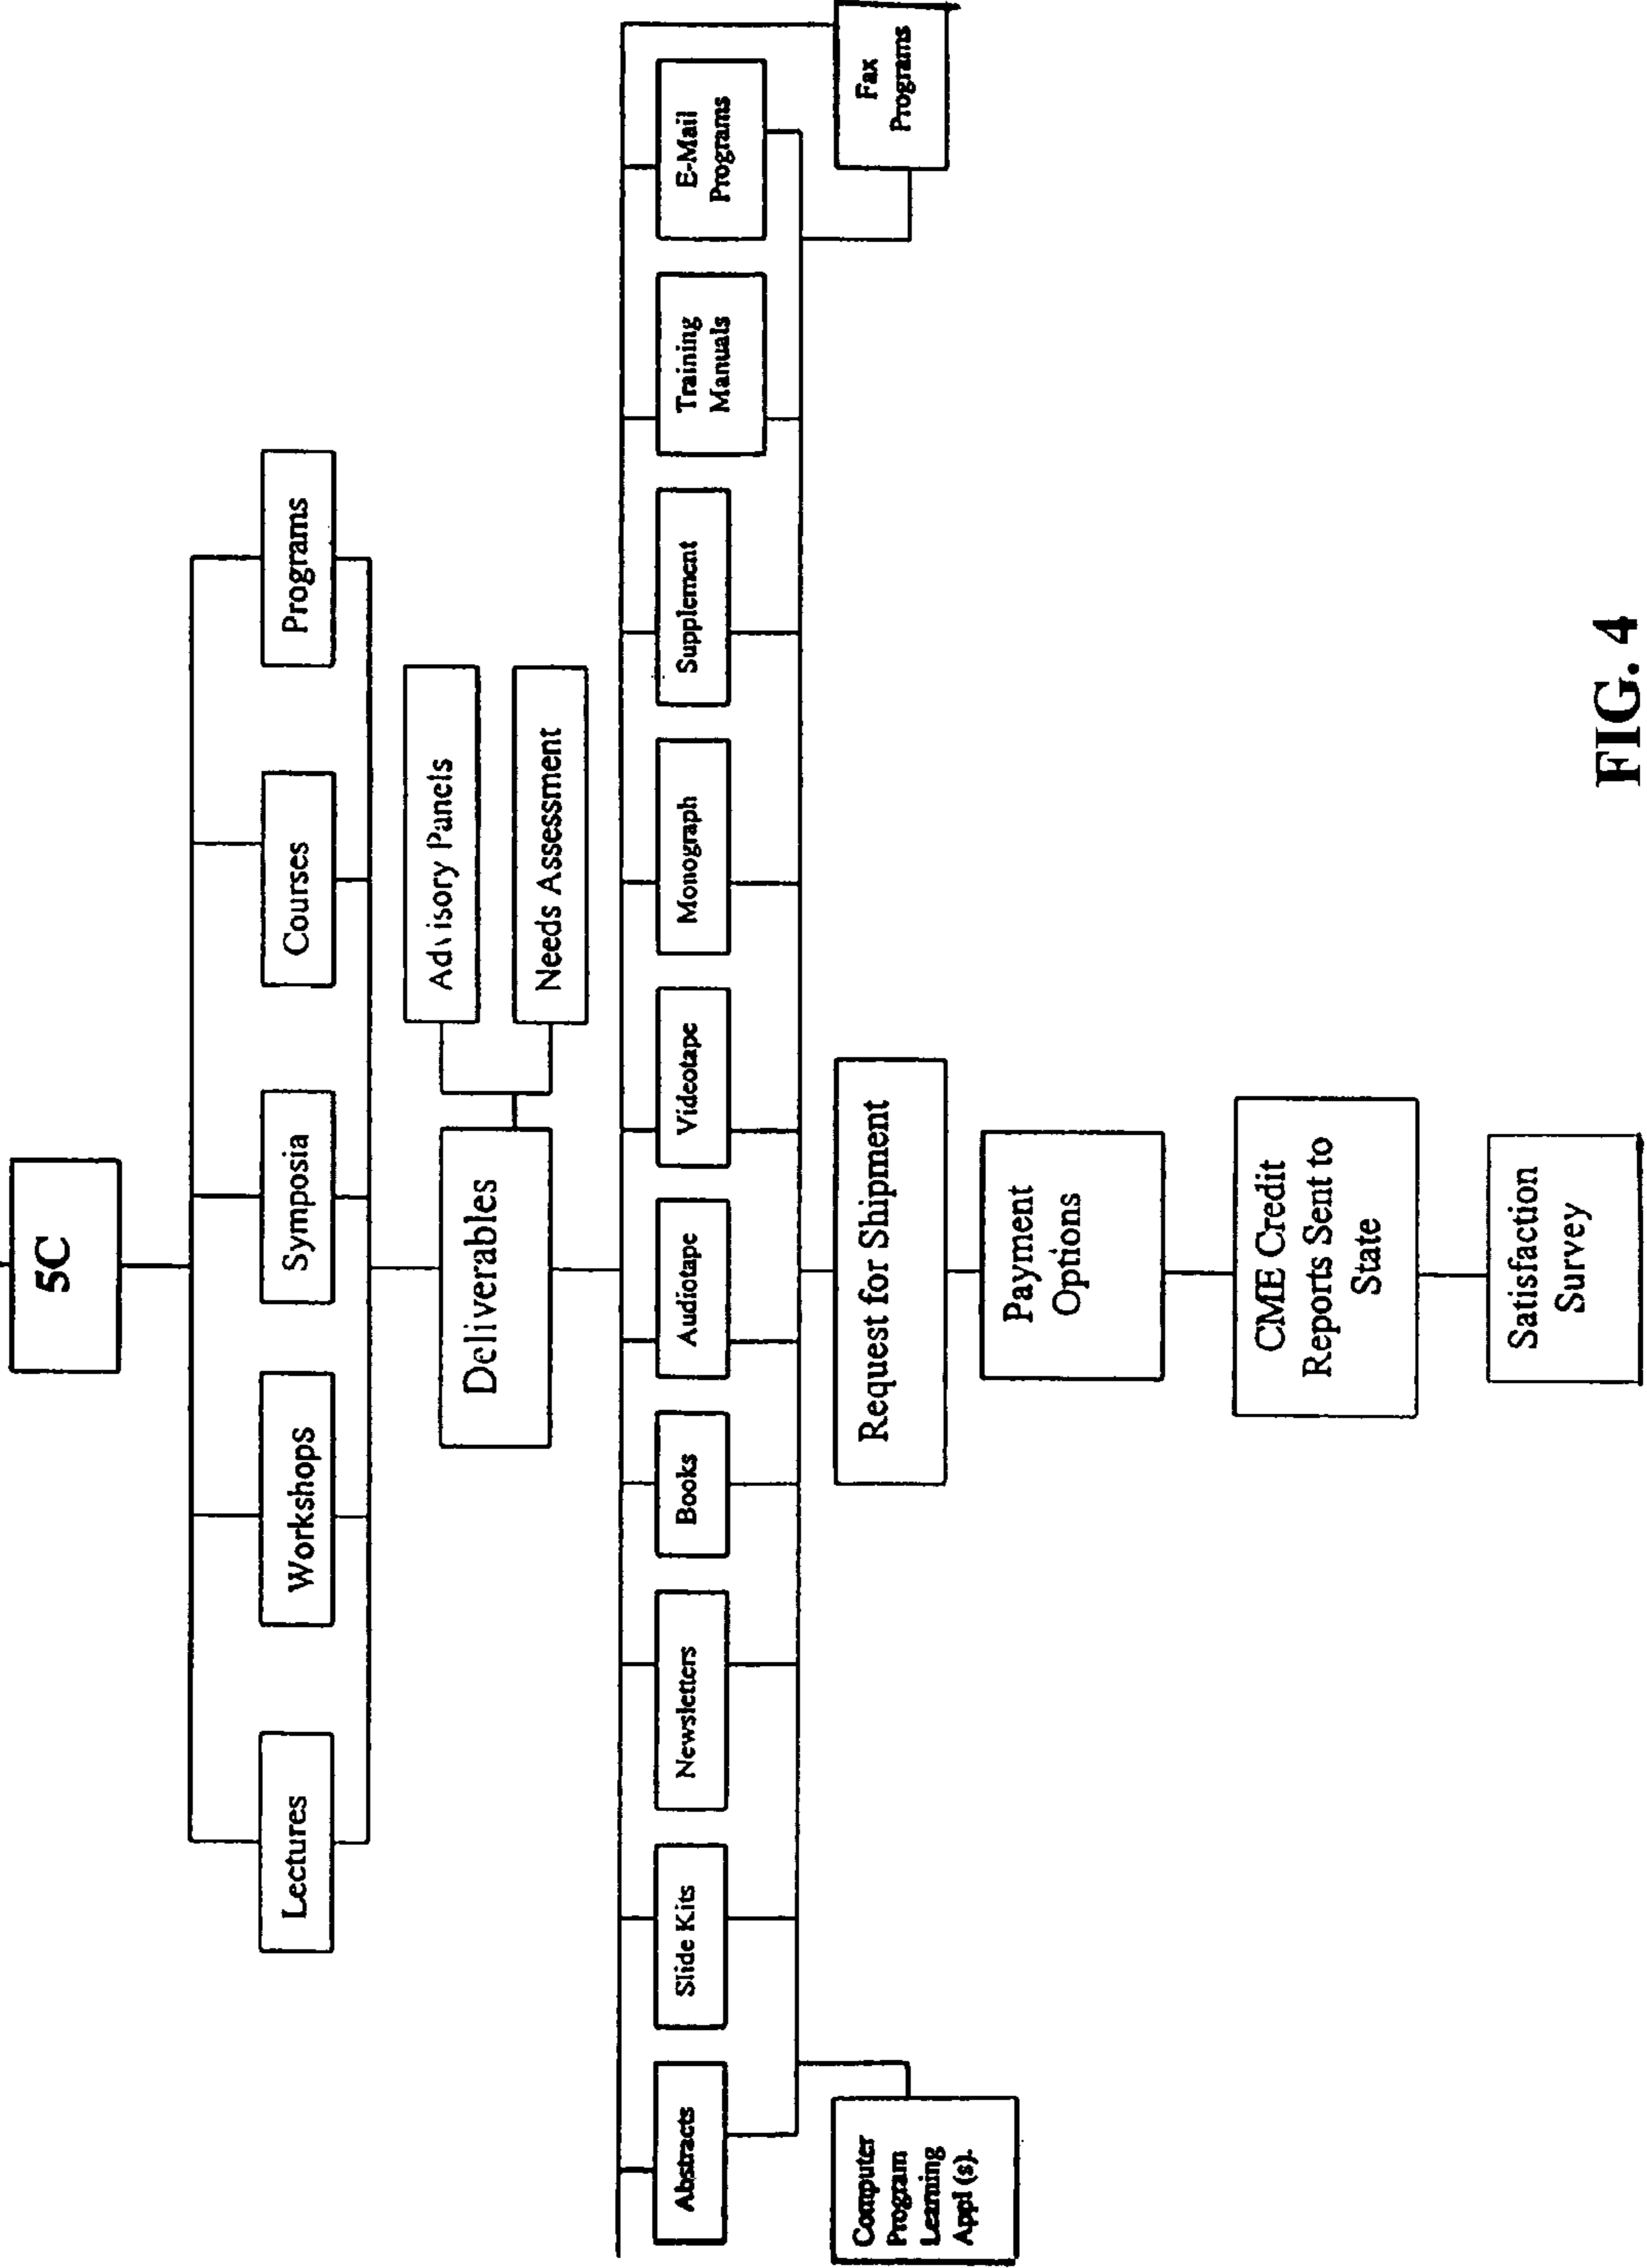 5C
Lectures
Workshops
Symposia
Courses
Programs
Deliverables
Advisory Panels
Needs Assessment
Abstracts
Slide Kits
Newsletters
Books
Audiotape
Videotape
Monograph
Supplement
Training
Manuals
E-Mail
Programs
Computer
Program
Learning
Appl (s).
Request for Shipment
Fax
Programs
Payment
Options
CME Credit
Reports Sent to
State
Satisfaction
Survey
FIG. 4